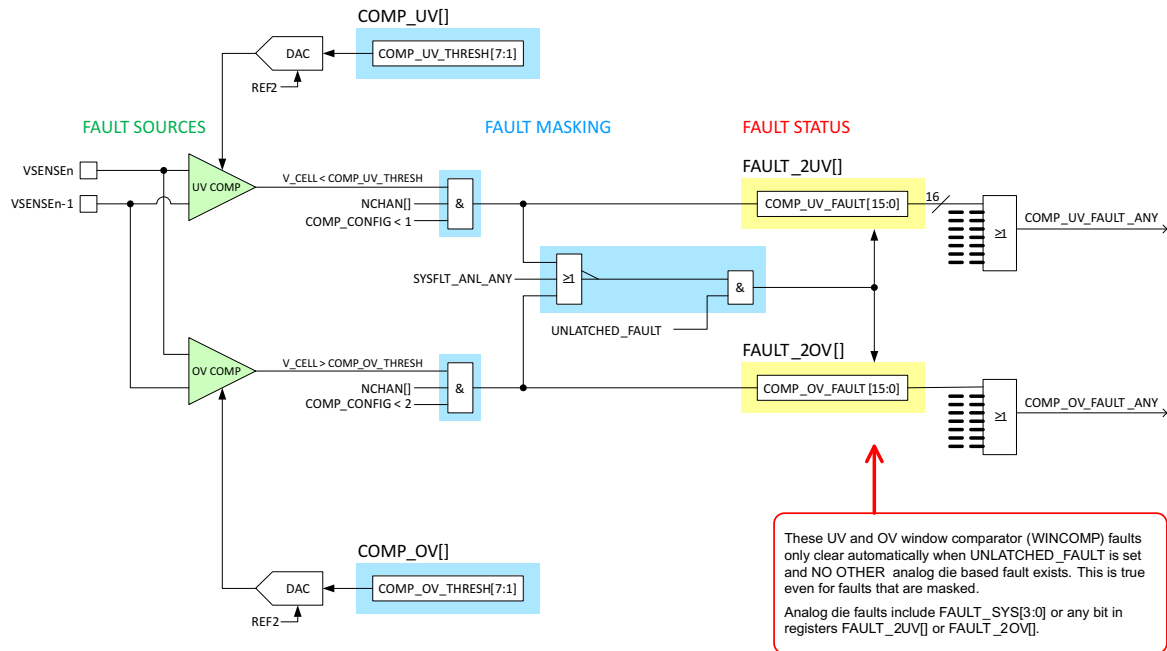 COMP_UV[]
DAC
COMP_UV_THRESH[7:1]
REF2
FAULT SOURCES
FAULT MASKING
FAULT STATUS
FAULT_2UV[]
VSENSEn
VSENSEn-1
UV COMP
V_CELL < COMP_UV_THRESH
NCHAN[]
COMP_CONFIG < 1
&
COMP_UV_FAULT[15:0]
16
≥1
COMP_UV_FAULT_ANY
SYSFLT_ANL_ANY
≥1
&
UNLATCHED_FAULT
FAULT_2OV[]
OV COMP
V_CELL > COMP_OV_THRESH
NCHAN[]
COMP_CONFIG < 2
&
COMP_OV_FAULT [15:0]
≥1
COMP_OV_FAULT_ANY
COMP_OV[]
DAC
COMP_OV_THRESH[7:1]
REF2
These UV and OV window comparator (WINCOMP) faults
only clear automatically when UNLATCHED_FAULT is set
and NO OTHER analog die based fault exists. This is true
even for faults that are masked.
Analog die faults include FAULT_SYS[3:0] or any bit in
registers FAULT_2UV[] or FAULT_2OV[].